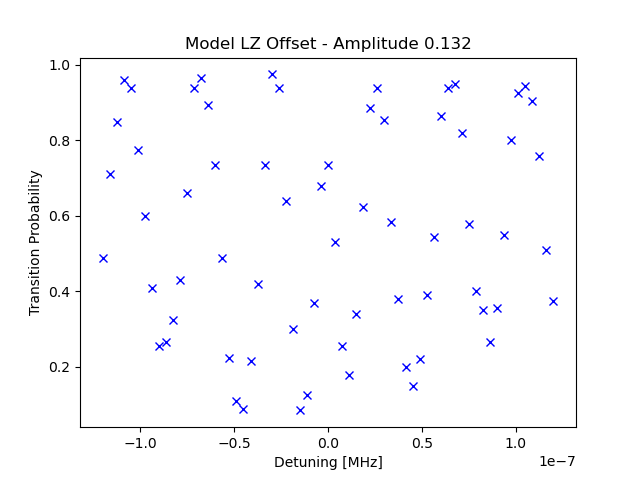 Model LZ Offset - Amplitude 0.132
Transition Probability
1.0
0.8
0.6
0.4
0.2
−1.0
−0.5
0.0
0.5
1.0
1e−7
Detuning [MHz]